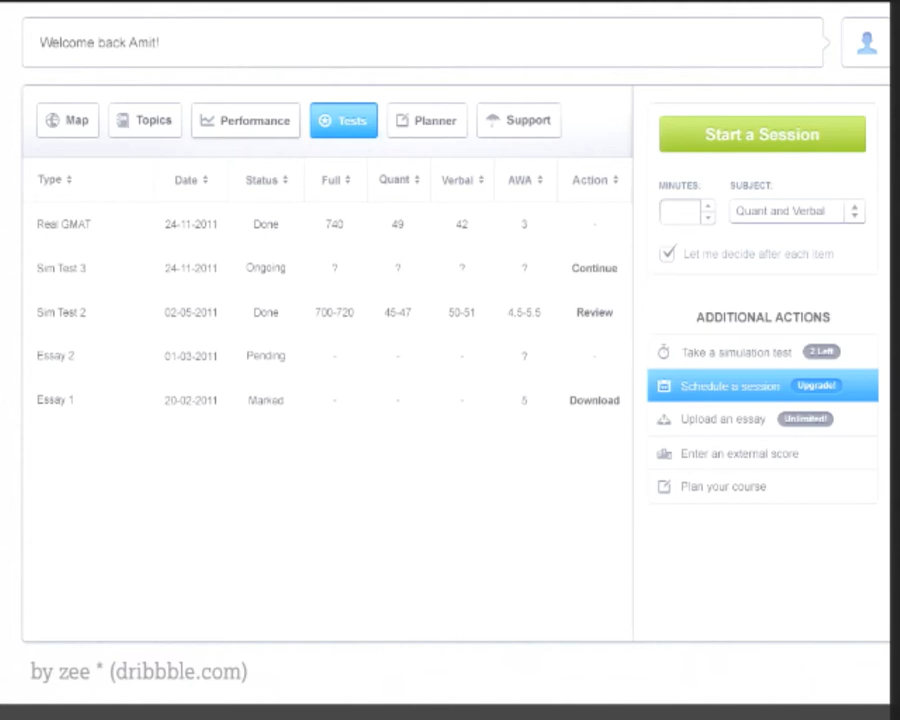 Welcome back Amit!
Map Topics Performance Tests Planner Support
Type Date Status Full Quant Verbal AWA Action
Real GMAT 24-11-2011 Done 740 49 42 3 -
Sim Test 3 24-11-2011 Ongoing ? ? ? ? Continue
Sim Test 2 02-05-2011 Done 700-720 45-47 50-51 4.5-5.5 Review
Essay 2 01-03-2011 Pending - - - ? -
Essay 1 20-02-2011 Marked - - - 5 Download
Start a Session
MINUTES: SUBJECT:
Quant and Verbal
Let me decide after each item
ADDITIONAL ACTIONS
Take a simulation test 2 Left
Schedule a session Upgrade!
Upload an essay Unlimited!
Enter an external score
Plan your course
by zee * (dribbble.com)